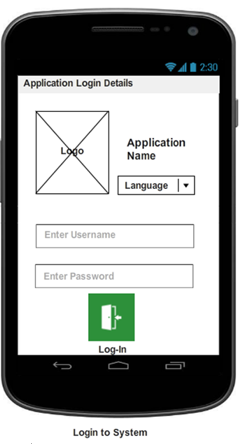 2:30
Application Login Details
Logo
Application
Name
Language
Enter Username
Enter Password
Log-In
Login to System